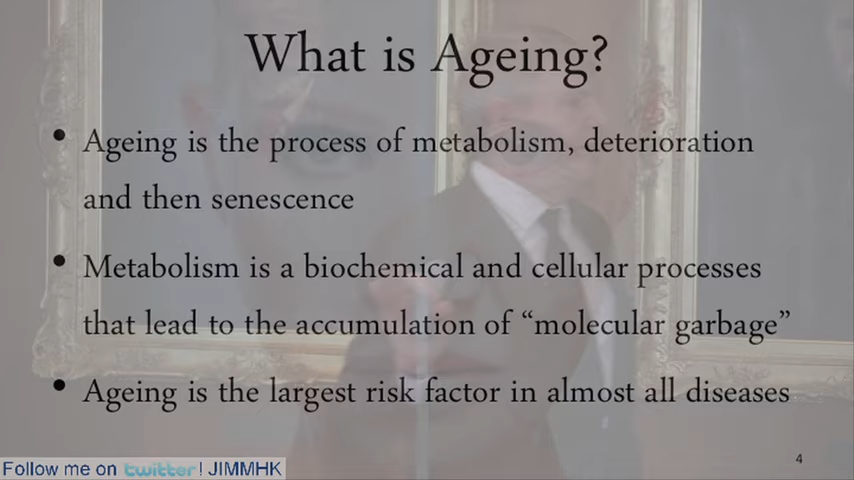 What is Ageing?
• Ageing is the process of metabolism, deterioration
and then senescence
• Metabolism is a biochemical and cellular processes
that lead to the accumulation of “molecular garbage”
• Ageing is the largest risk factor in almost all diseases
4
Follow me on twitter! JIMMHK